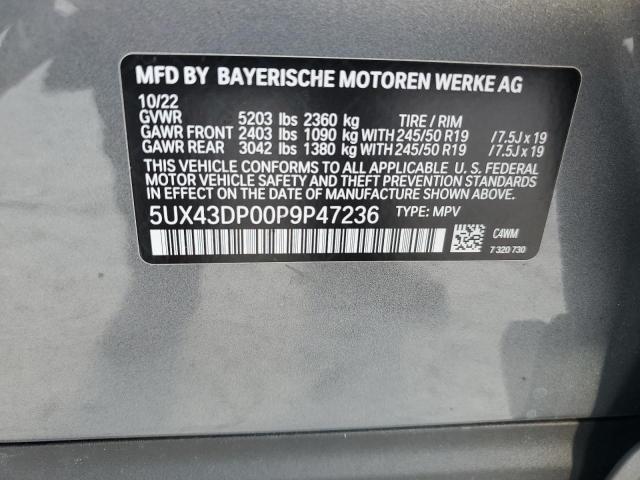 MFD BY BAYERISCHE MOTOREN WERKE AG
10/22
GVWR 5203 lbs 2360 kg TIRE / RIM
GAWR FRONT 2403 lbs 1090 kg WITH 245/50 R19 /7.5J x 19
GAWR REAR 3042 lbs 1380 kg WITH 245/50 R19 /7.5J x 19
THIS VEHICLE CONFORMS TO ALL APPLICABLE U. S. FEDERAL
MOTOR VEHICLE SAFETY AND THEFT PREVENTION STANDARDS
IN EFFECT ON THE DATE OF MANUFACTURE SHOWN ABOVE.
5UX43DP00P9P47236 TYPE: MPV
C4WM
7 320 730